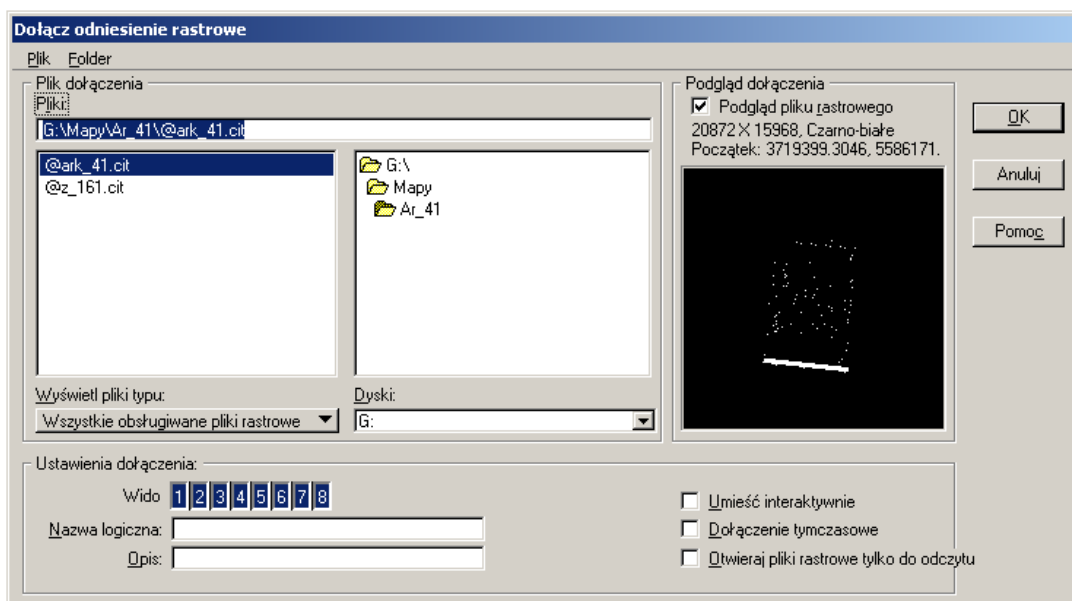 Dołącz odniesienie rastrowe
Plik Folder
Plik dołączenia
Pliki:
G:\Mapy\Ar_41\@ark_41.cit
@ark_41.cit
@z_161.cit
G:\
Mapy
Ar_41
Wyświetl pliki typu:
Wszystkie obsługiwane pliki rastrowe
Dyski:
G:
Podgląd dołączenia
Podgląd pliku rastrowego
20872 X 15968, Czarno-białe
Początek: 3719399.3046, 5586171.
OK
Anuluj
Pomoc
Ustawienia dołączenia:
Wido 1 2 3 4 5 6 7 8
Nazwa logiczna:
Opis:
Umieść interaktywnie
Dołączenie tymczasowe
Otwieraj pliki rastrowe tylko do odczytu